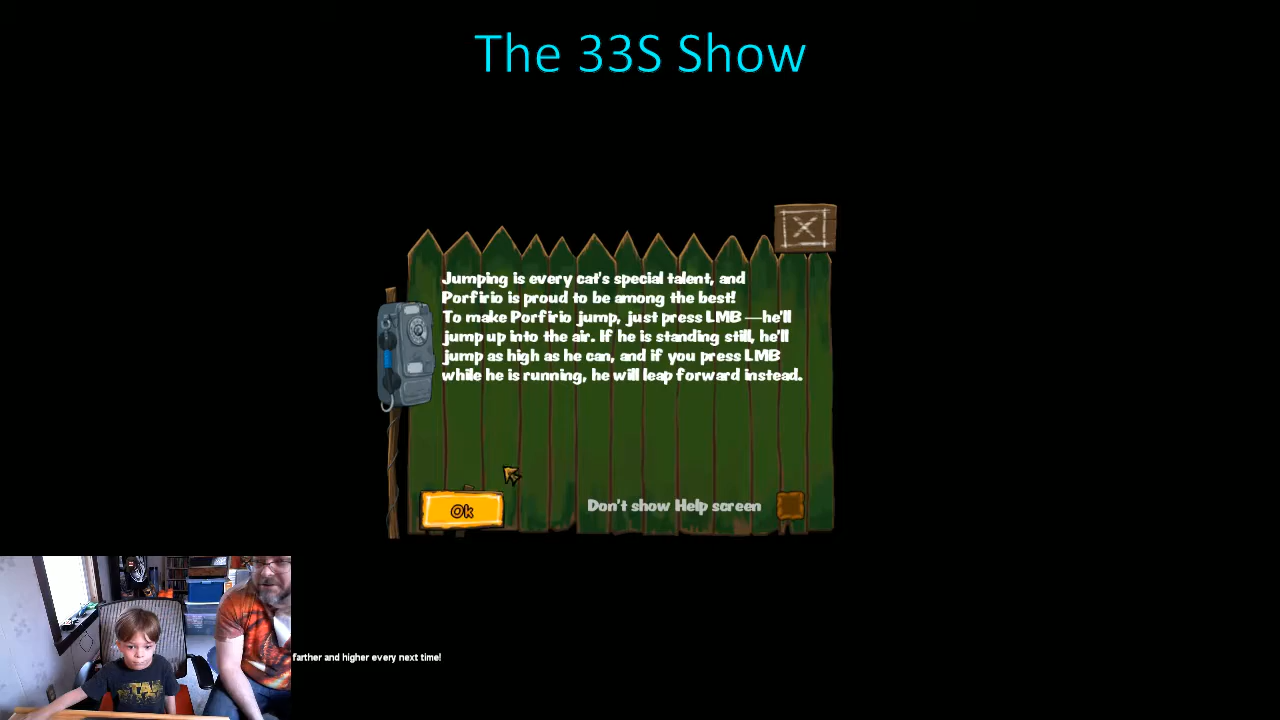 The 33S Show
Jumping is every cat's special talent, and
Porfirio is proud to be among the best!
To make Porfirio jump, just press LMB —he'll
jump up into the air. If he is standing still, he'll
jump as high as he can, and if you press LMB
while he is running, he will leap forward instead.
Ok
Don't show Help screen
farther and higher every next time!
STAR